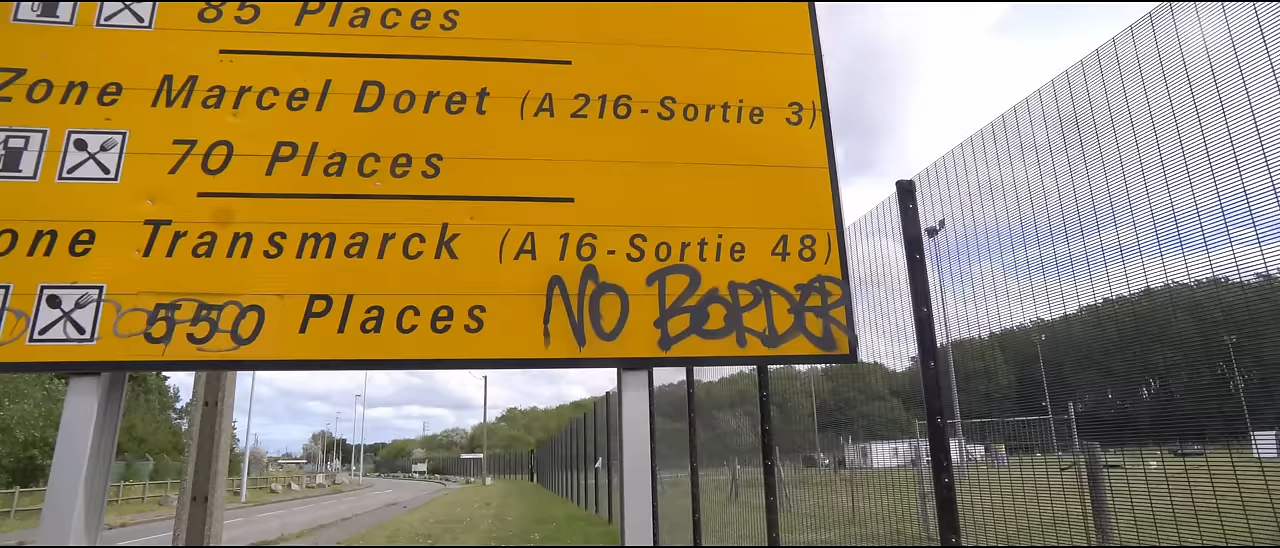 85 Places
Zone Marcel Doret (A 216-Sortie 3)
70 Places
one Transmarck (A 16-Sortie 48)
550 Places
NO BORDER